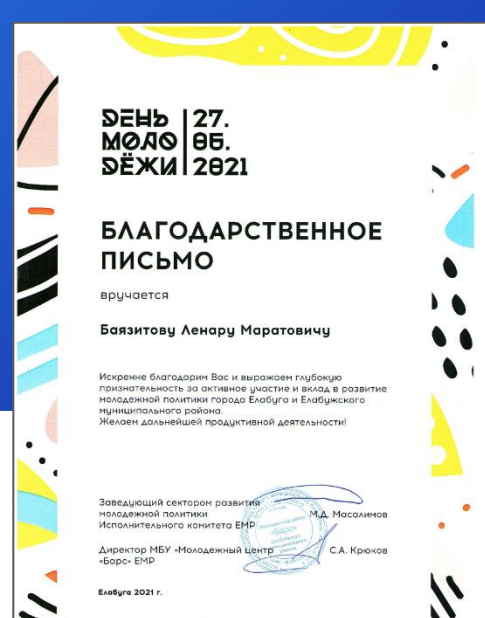 ДЕНЬ 27.
МОЛО 06.
ДЁЖИ 2021
БЛАГОДАРСТВЕННОЕ
ПИСЬМО
вручается
Баязитову Ленару Маратовичу
Искренне благодарим Вас и выражаем глубокую
признательность за активное участие и вклад в развитие
молодежной политики города Елабуга и Елабужского
муниципального района.
Желаем дальнейшей продуктивной деятельности!
Заведующий сектором развития
молодежной политики М.Д. Масалимов
Исполнительного комитета ЕМР
Директор МБУ «Молодежный центр С.А. Крюков
«Барс» ЕМР
«Барс»
Елабуга 2021 г.